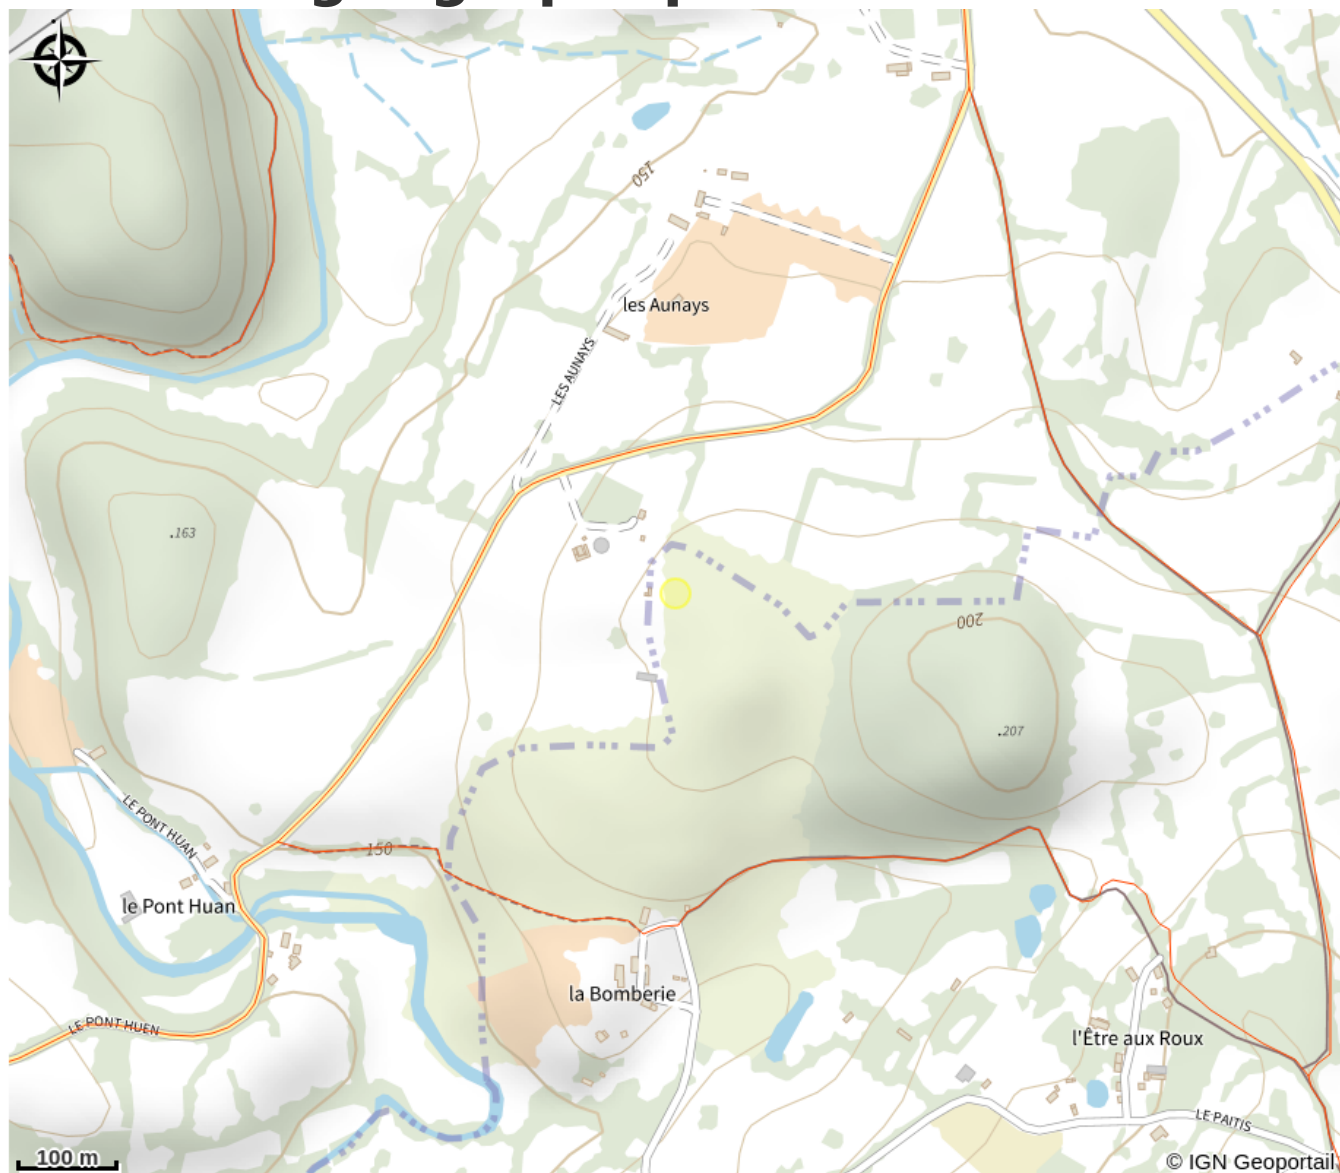 150
les Aunays
LES AUNAYS
.163
200
.207
LE PONT HUAN
150
le Pont Huan
la Bomberie
LE PONT HUEN
l'Être aux Roux
LE PAITIS
100 m
© IGN Geoportail